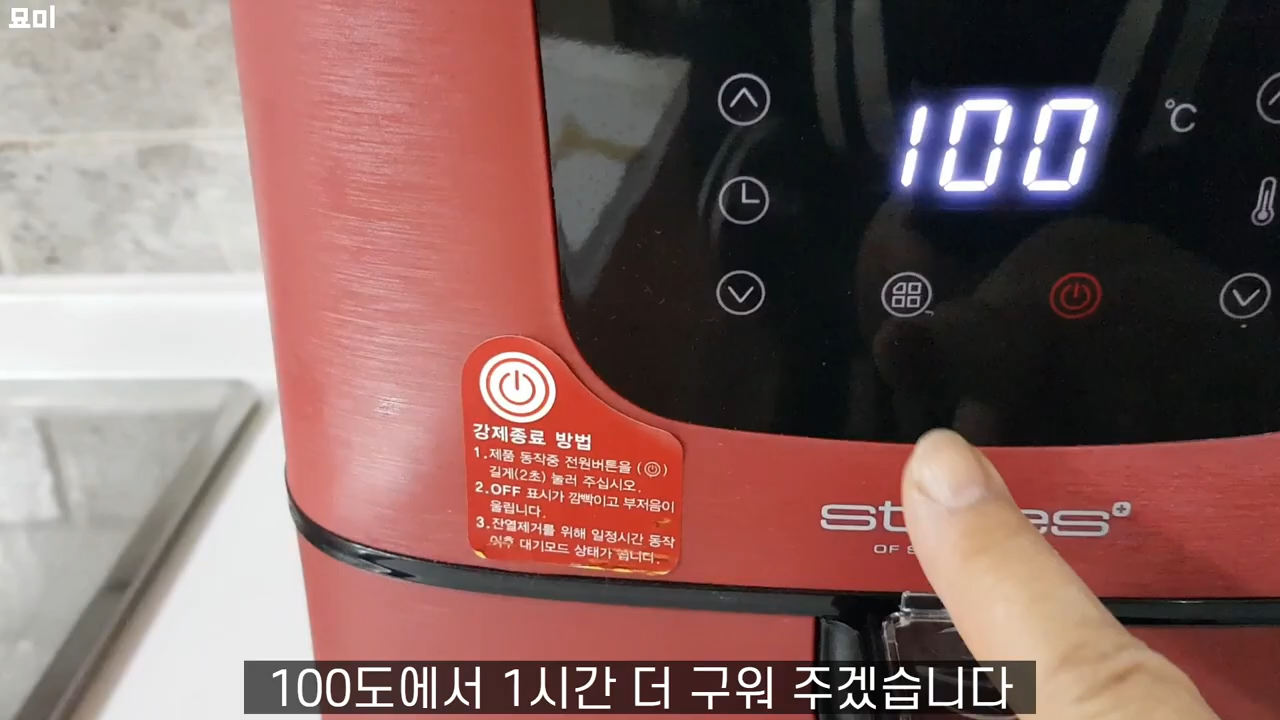 묘미
100
℃
강제종료 방법
1.제품 동작중 전원버튼을 ( )
길게(2초) 눌러 주십시오.
2.OFF 표시가 깜빡이고 부저음이
울립니다.
3.잔열제거를 위해 일정시간 동작
이후 대기모드 상태가 됩니다.
OF
100도에서 1시간 더 구워 주겠습니다